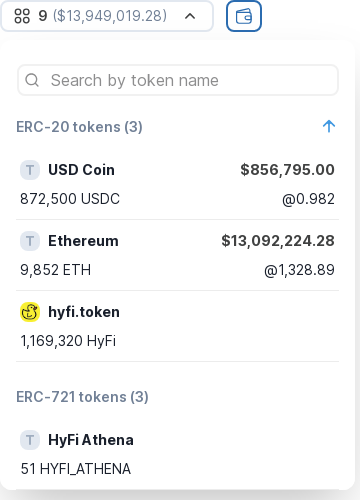 9 ($13,949,019.28)
Search by token name
ERC-20 tokens (3)
T USD Coin $856,795.00
872,500 USDC @0.982
T Ethereum $13,092,224.28
9,852 ETH @1,328.89
hyfi.token
1,169,320 HyFi
ERC-721 tokens (3)
T HyFi Athena
51 HYFI_ATHENA